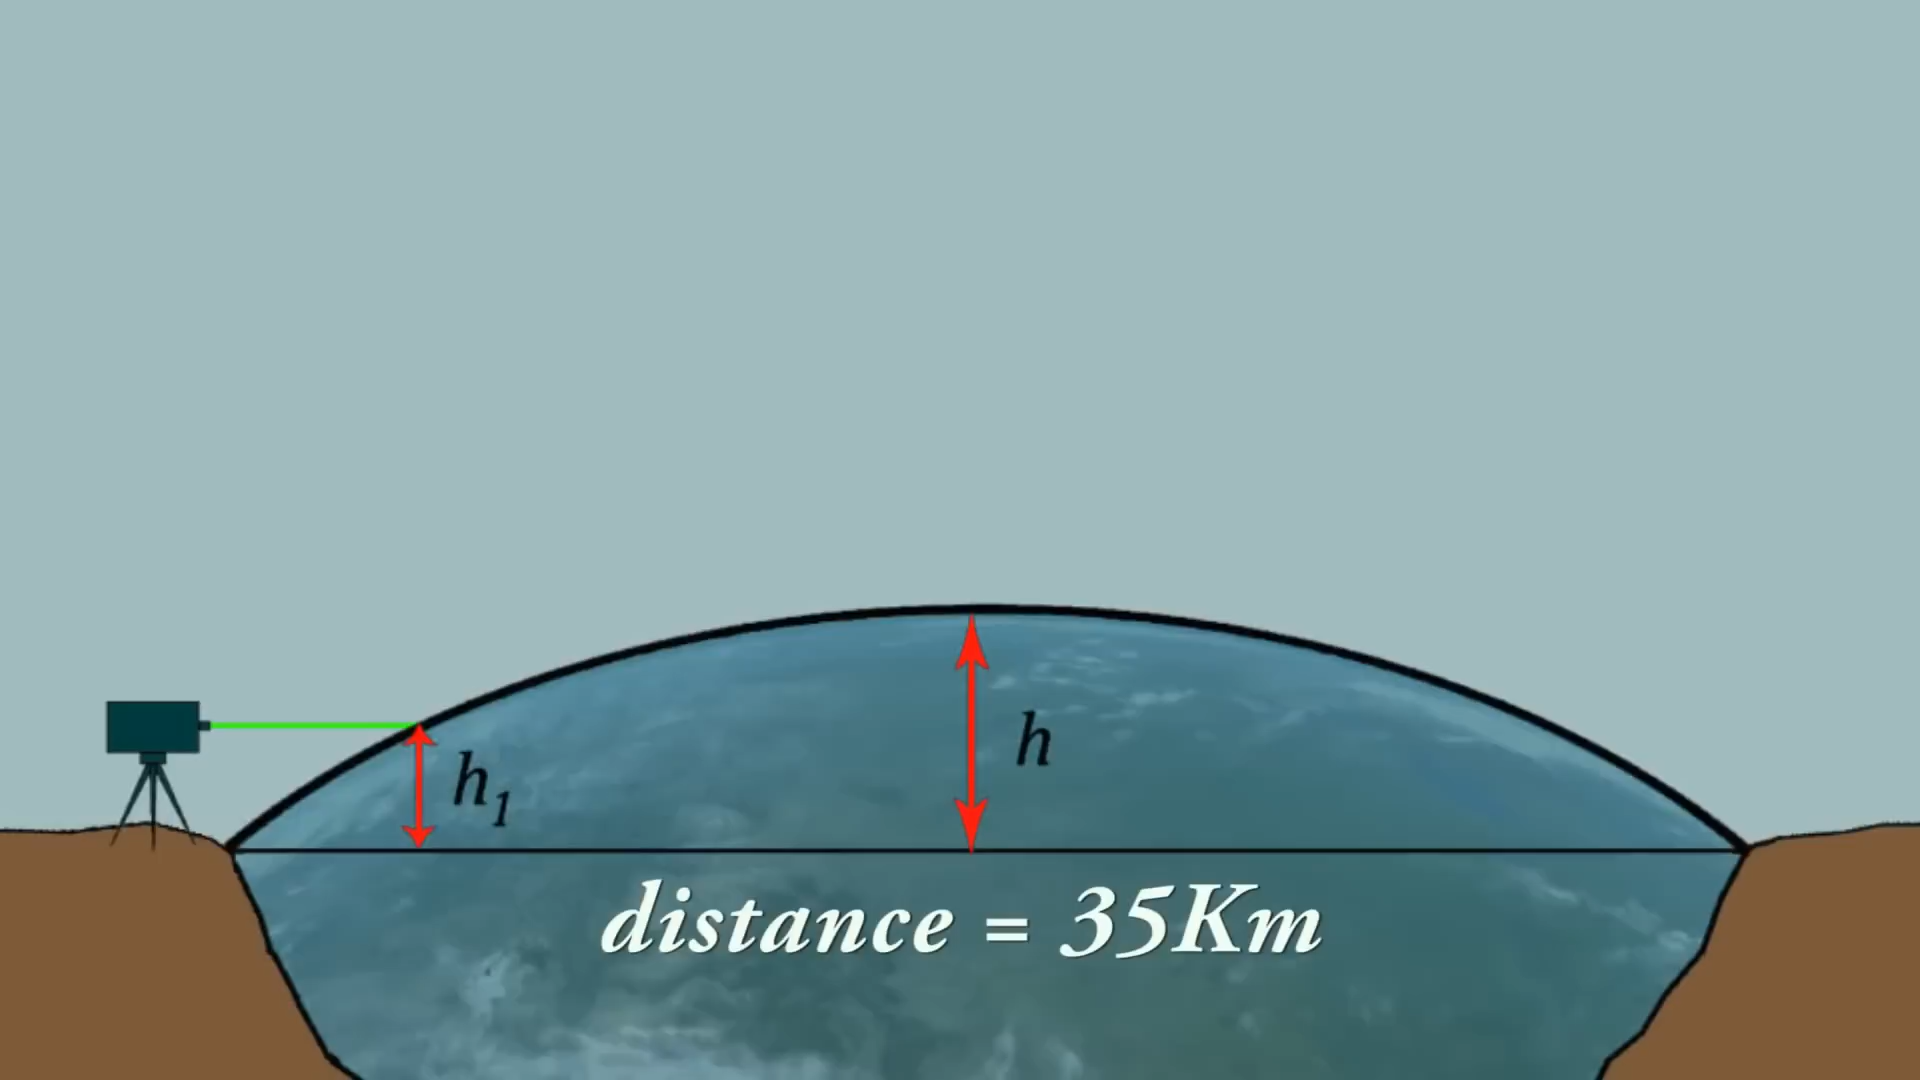 h
h₁
distance = 35Km